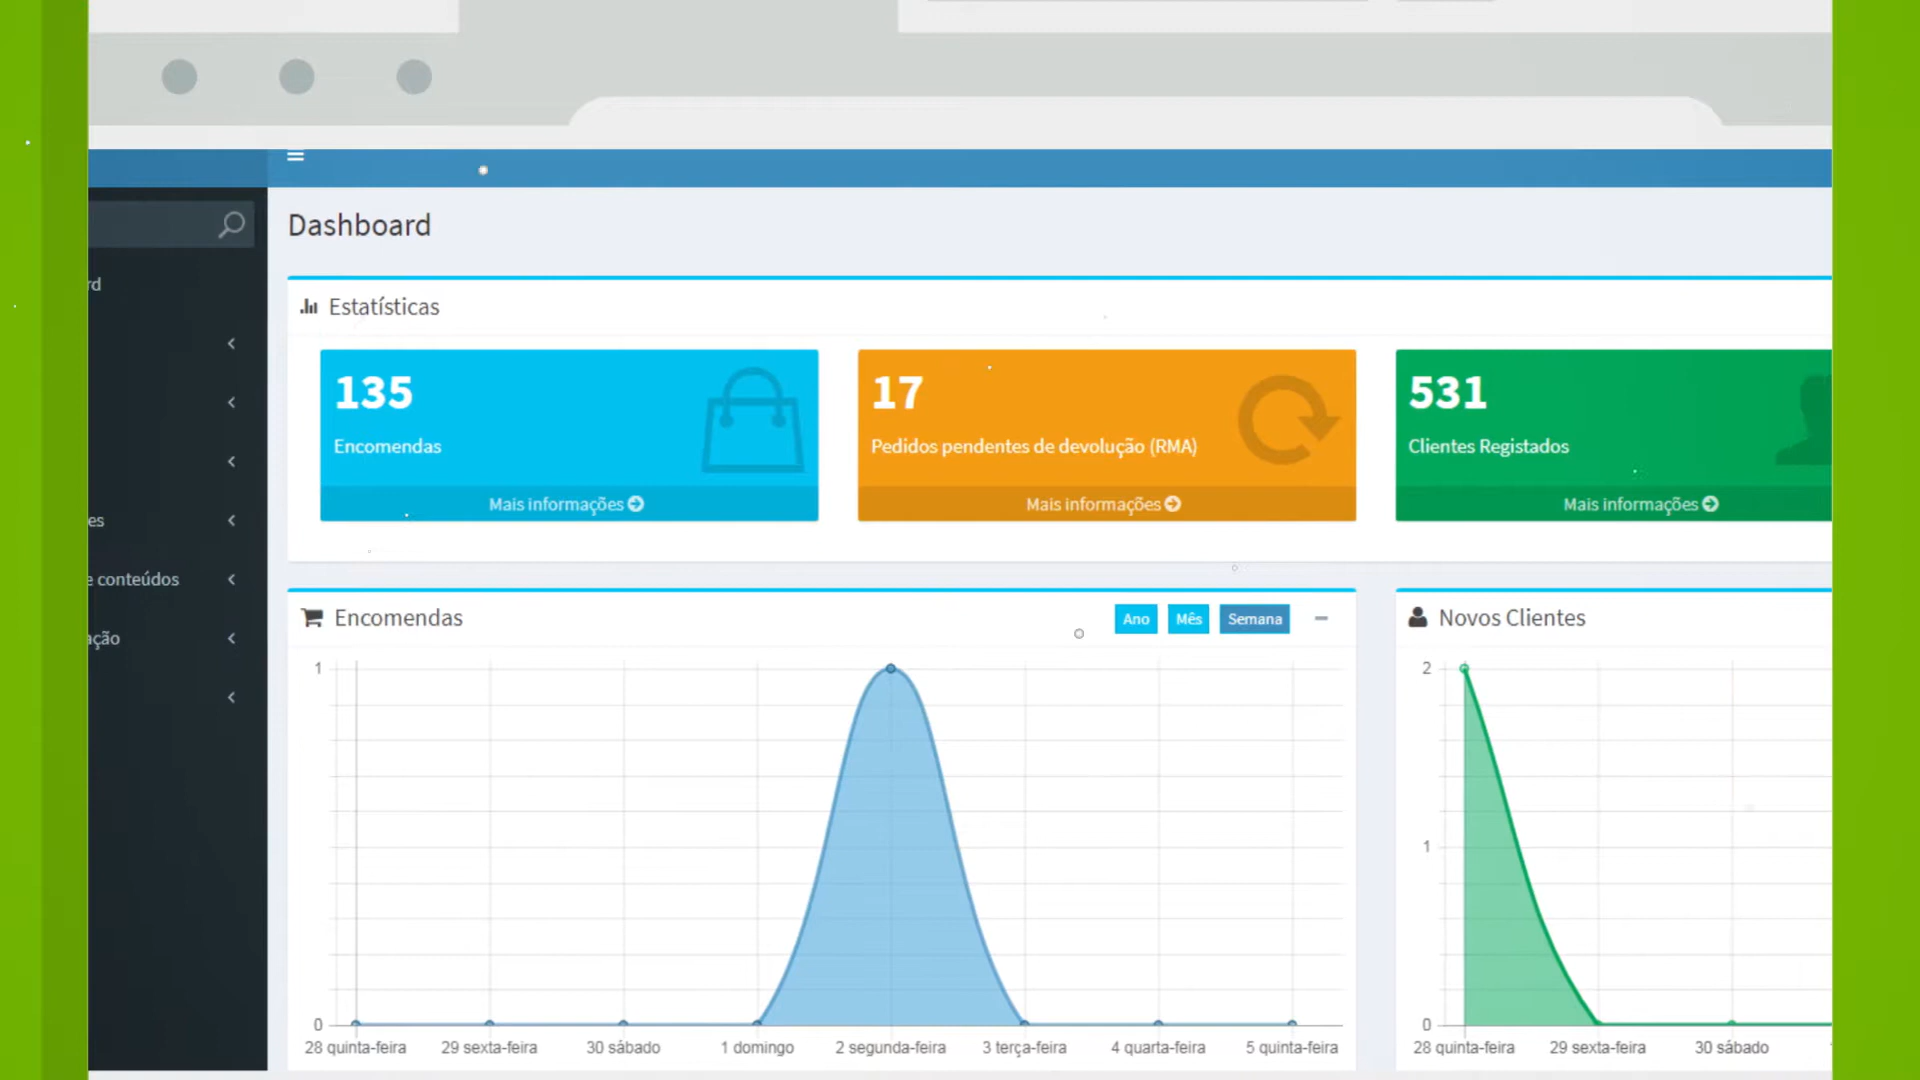 Dashboard
rd
Estatísticas
135
Encomendas
Mais informações
17
Pedidos pendentes de devolução (RMA)
Mais informações
531
Clientes Registados
Mais informações
es
e conteúdos
ação
Encomendas
Ano
Mês
Semana
1
0
28 quinta-feira
29 sexta-feira
30 sábado
1 domingo
2 segunda-feira
3 terça-feira
4 quarta-feira
5 quinta-feira
Novos Clientes
2
1
0
28 quinta-feira
29 sexta-feira
30 sábado